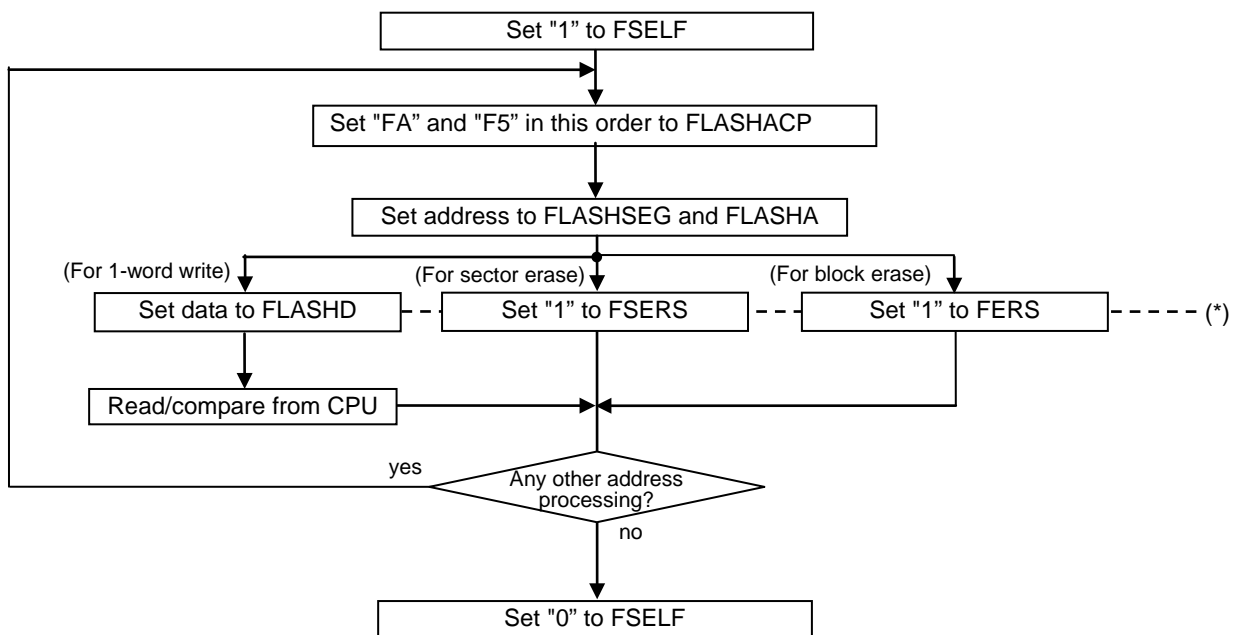 Set "1” to FSELF
Set "FA” and "F5” in this order to FLASHACP
Set address to FLASHSEG and FLASHA
(For 1-word write)
(For sector erase)
(For block erase)
Set data to FLASHD
Set "1” to FSERS
Set "1” to FERS
(*)
Read/compare from CPU
yes
Any other address
processing?
no
Set "0” to FSELF